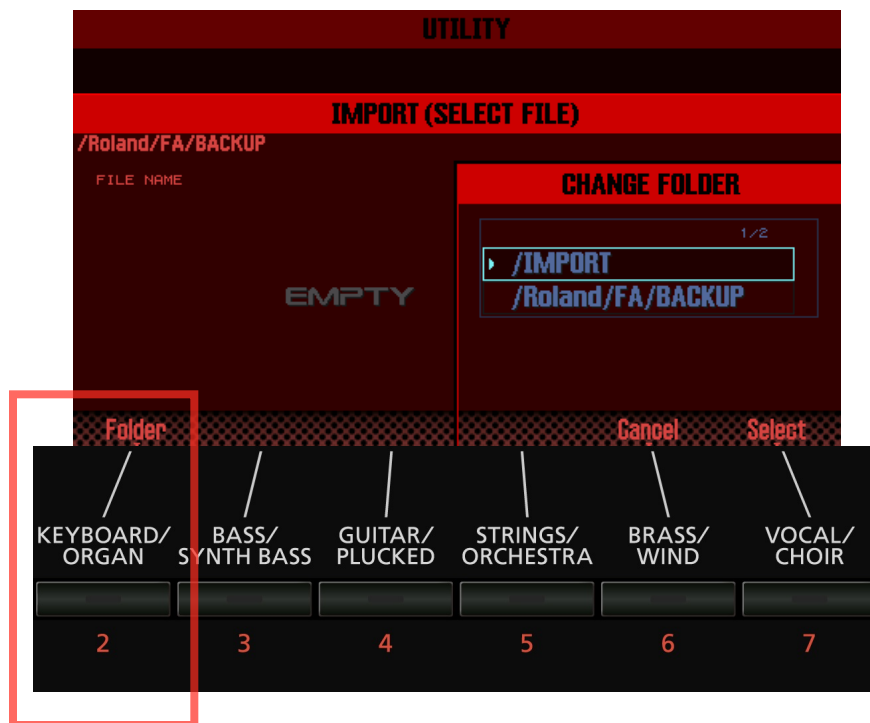 UTILITY
IMPORT (SELECT FILE)
/Roland/FA/BACKUP
FILE NAME
EMPTY
CHANGE FOLDER
1/2
/IMPORT
/Roland/FA/BACKUP
Folder Cancel Select
KEYBOARD/ BASS/ GUITAR/ STRINGS/ BRASS/ VOCAL/
ORGAN SYNTH BASS PLUCKED ORCHESTRA WIND CHOIR
2 3 4 5 6 7